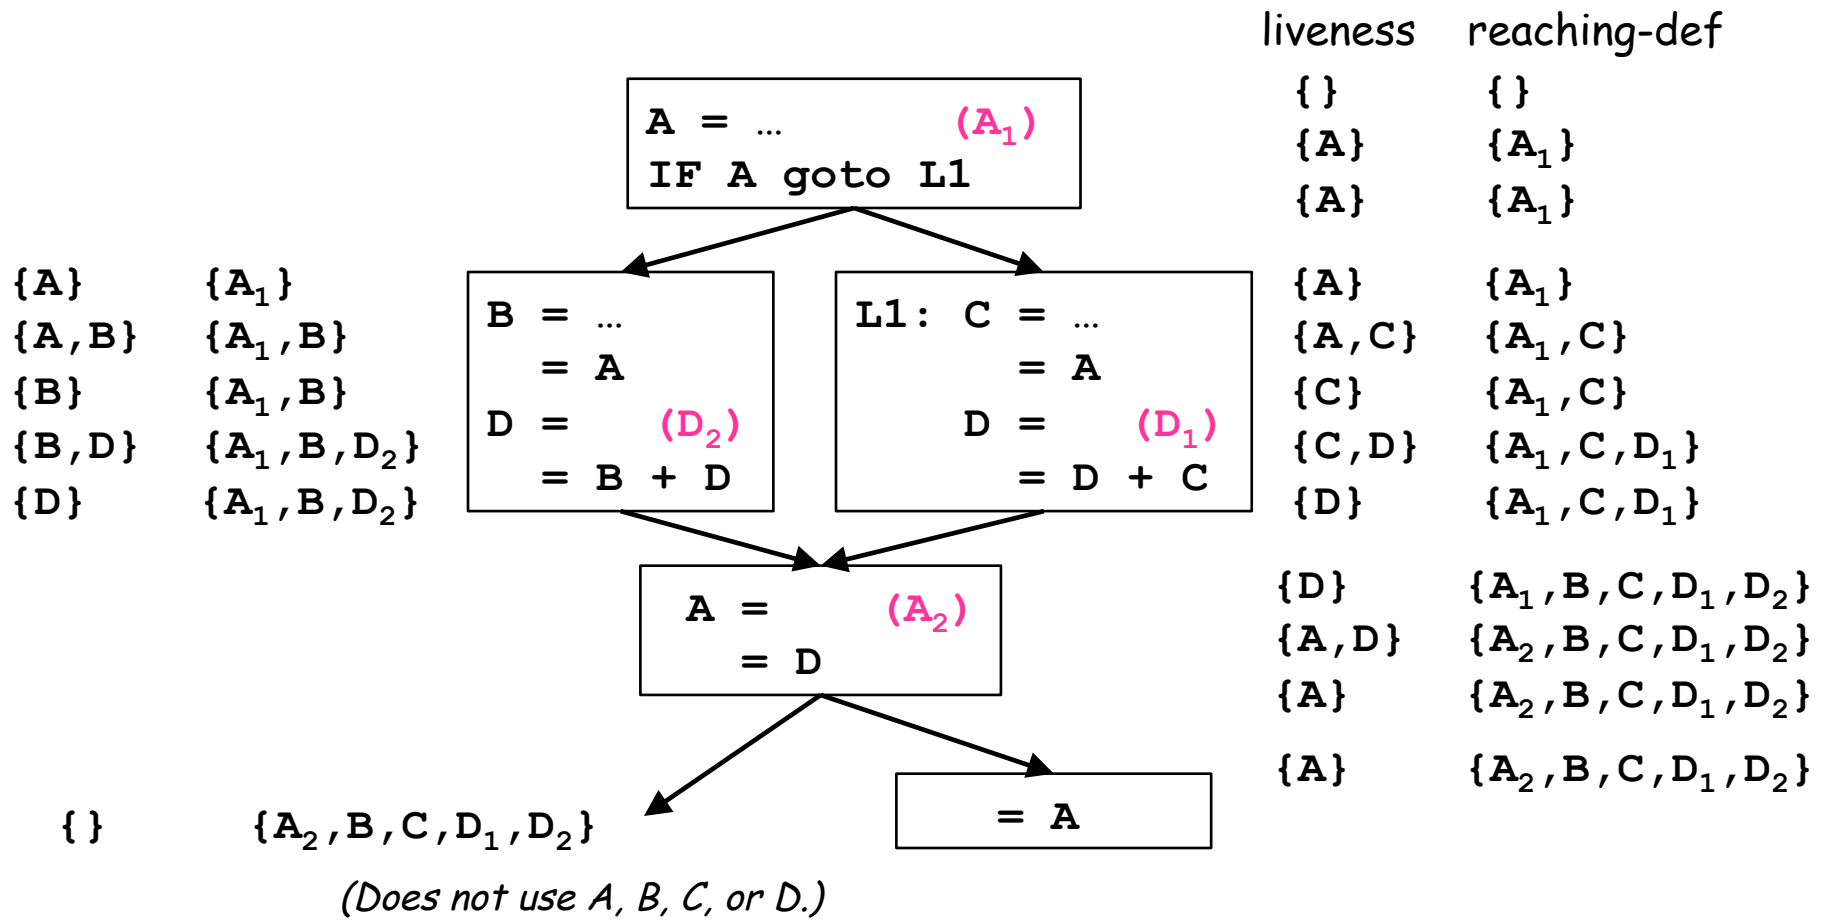 liveness reaching-def
{} {}
A = … (A₁) {A} {A₁}
IF A goto L1 {A} {A₁}
{A} {A₁} B = … L1: C = … {A} {A₁}
{A,B} {A₁,B} = A = A {A,C} {A₁,C}
{B} {A₁,B} D = (D₂) D = (D₁) {C} {A₁,C}
{B,D} {A₁,B,D₂} = B + D = D + C {C,D} {A₁,C,D₁}
{D} {A₁,B,D₂} {D} {A₁,C,D₁}
A = (A₂) {D} {A₁,B,C,D₁,D₂}
= D {A,D} {A₂,B,C,D₁,D₂}
{A} {A₂,B,C,D₁,D₂}
{A} {A₂,B,C,D₁,D₂}
{} {A₂,B,C,D₁,D₂} = A
(Does not use A, B, C, or D.)